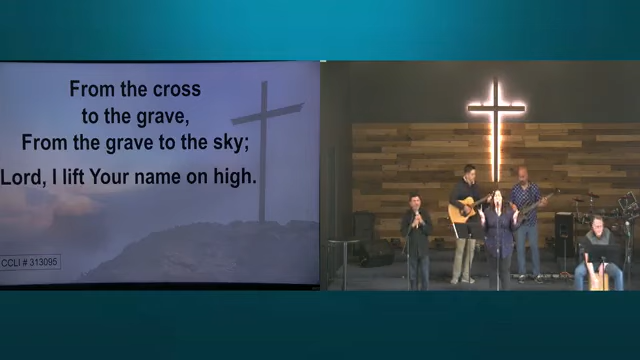 From the cross
to the grave,
From the grave to the sky;
Lord, I lift Your name on high.
CCLI # 313095